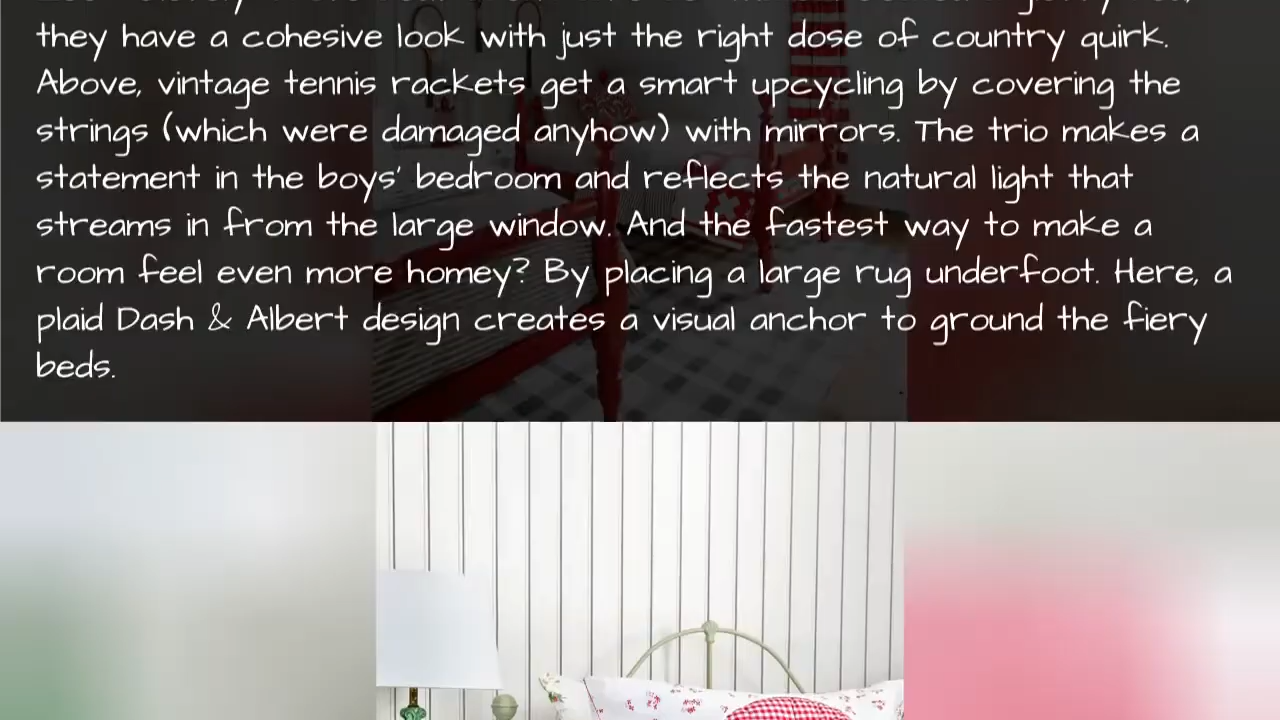 they have a cohesive look with just the right dose of country quirk.
Above, vintage tennis rackets get a smart upcycling by covering the
strings (which were damaged anyhow) with mirrors. The trio makes a
statement in the boys' bedroom and reflects the natural light that
streams in from the large window. And the fastest way to make a
room feel even more homey? By placing a large rug underfoot. Here, a
plaid Dash & Albert design creates a visual anchor to ground the fiery
beds.